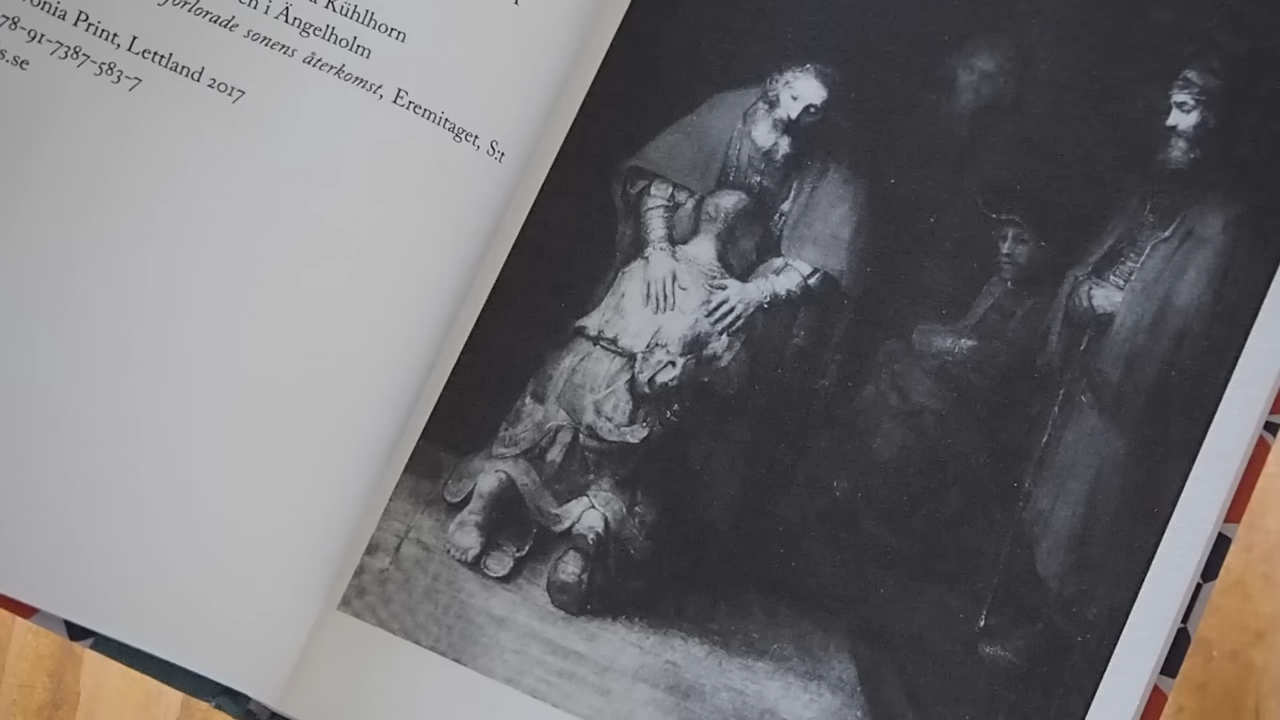 Kühlhorn
en i Ängelholm
förlorade sonens återkomst, Eremitaget, S:t
onia Print, Lettland 2017
78-91-7387-583-7
s.se